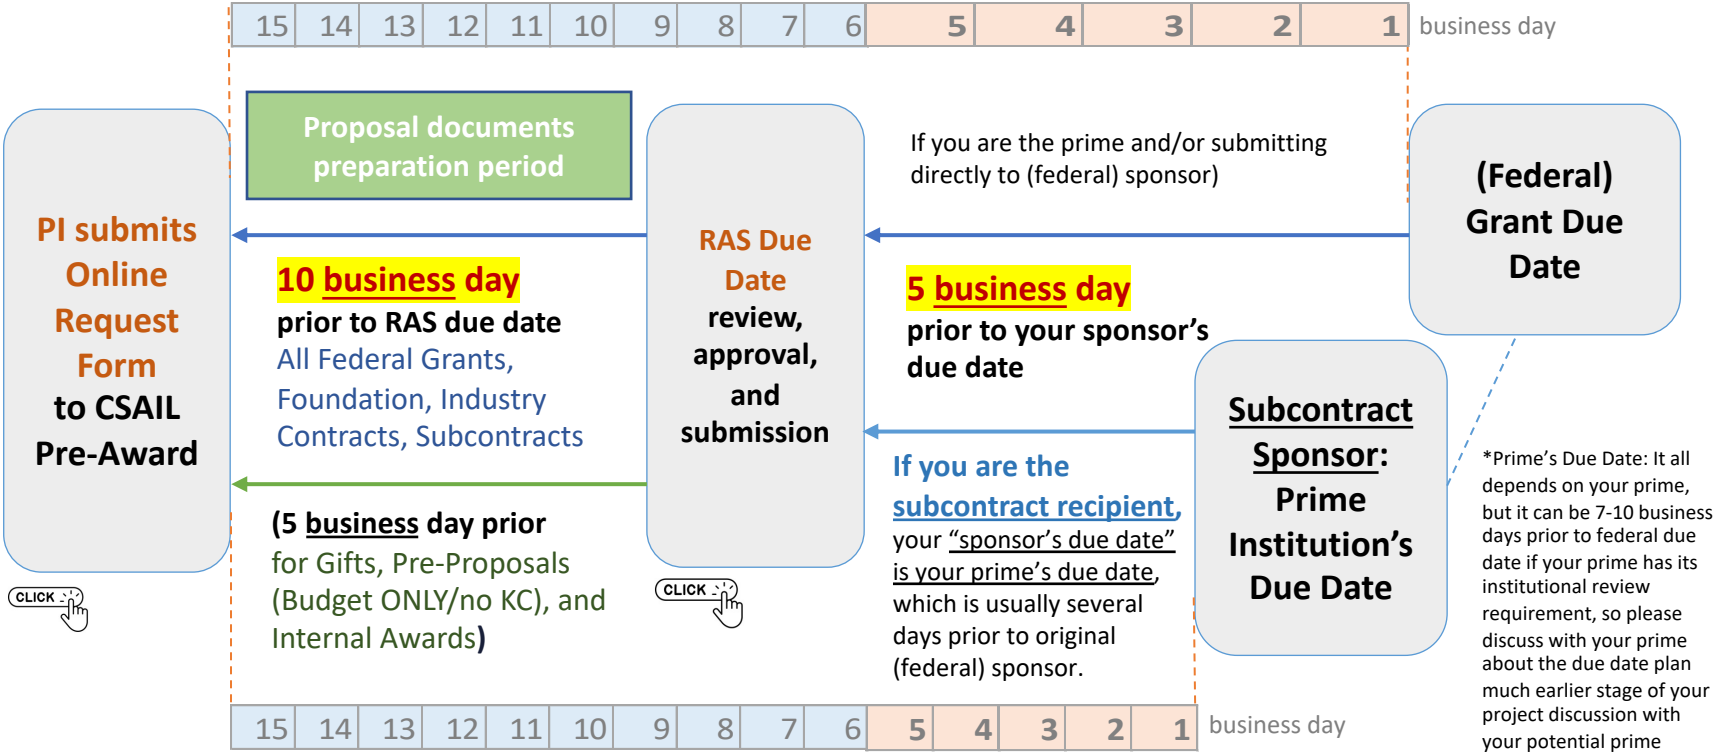 15 14 13 12 11 10 9 8 7 6 5 4 3 2 1 business day
PI submits
Online
Request
Form
to CSAIL
Pre-Award
CLICK
Proposal documents
preparation period
10 business day
prior to RAS due date
All Federal Grants,
Foundation, Industry
Contracts, Subcontracts
(5 business day prior
for Gifts, Pre-Proposals
(Budget ONLY/no KC), and
Internal Awards)
RAS Due
Date
review,
approval,
and
submission
CLICK
If you are the prime and/or submitting
directly to (federal) sponsor)
5 business day
prior to your sponsor’s
due date
If you are the
subcontract recipient,
your “sponsor’s due date”
is your prime’s due date,
which is usually several
days prior to original
(federal) sponsor.
(Federal)
Grant Due
Date
Subcontract
Sponsor:
Prime
Institution’s
Due Date
*Prime’s Due Date: It all
depends on your prime,
but it can be 7-10 business
days prior to federal due
date if your prime has its
institutional review
requirement, so please
discuss with your prime
about the due date plan
much earlier stage of your
project discussion with
your potential prime
15 14 13 12 11 10 9 8 7 6 5 4 3 2 1 business day